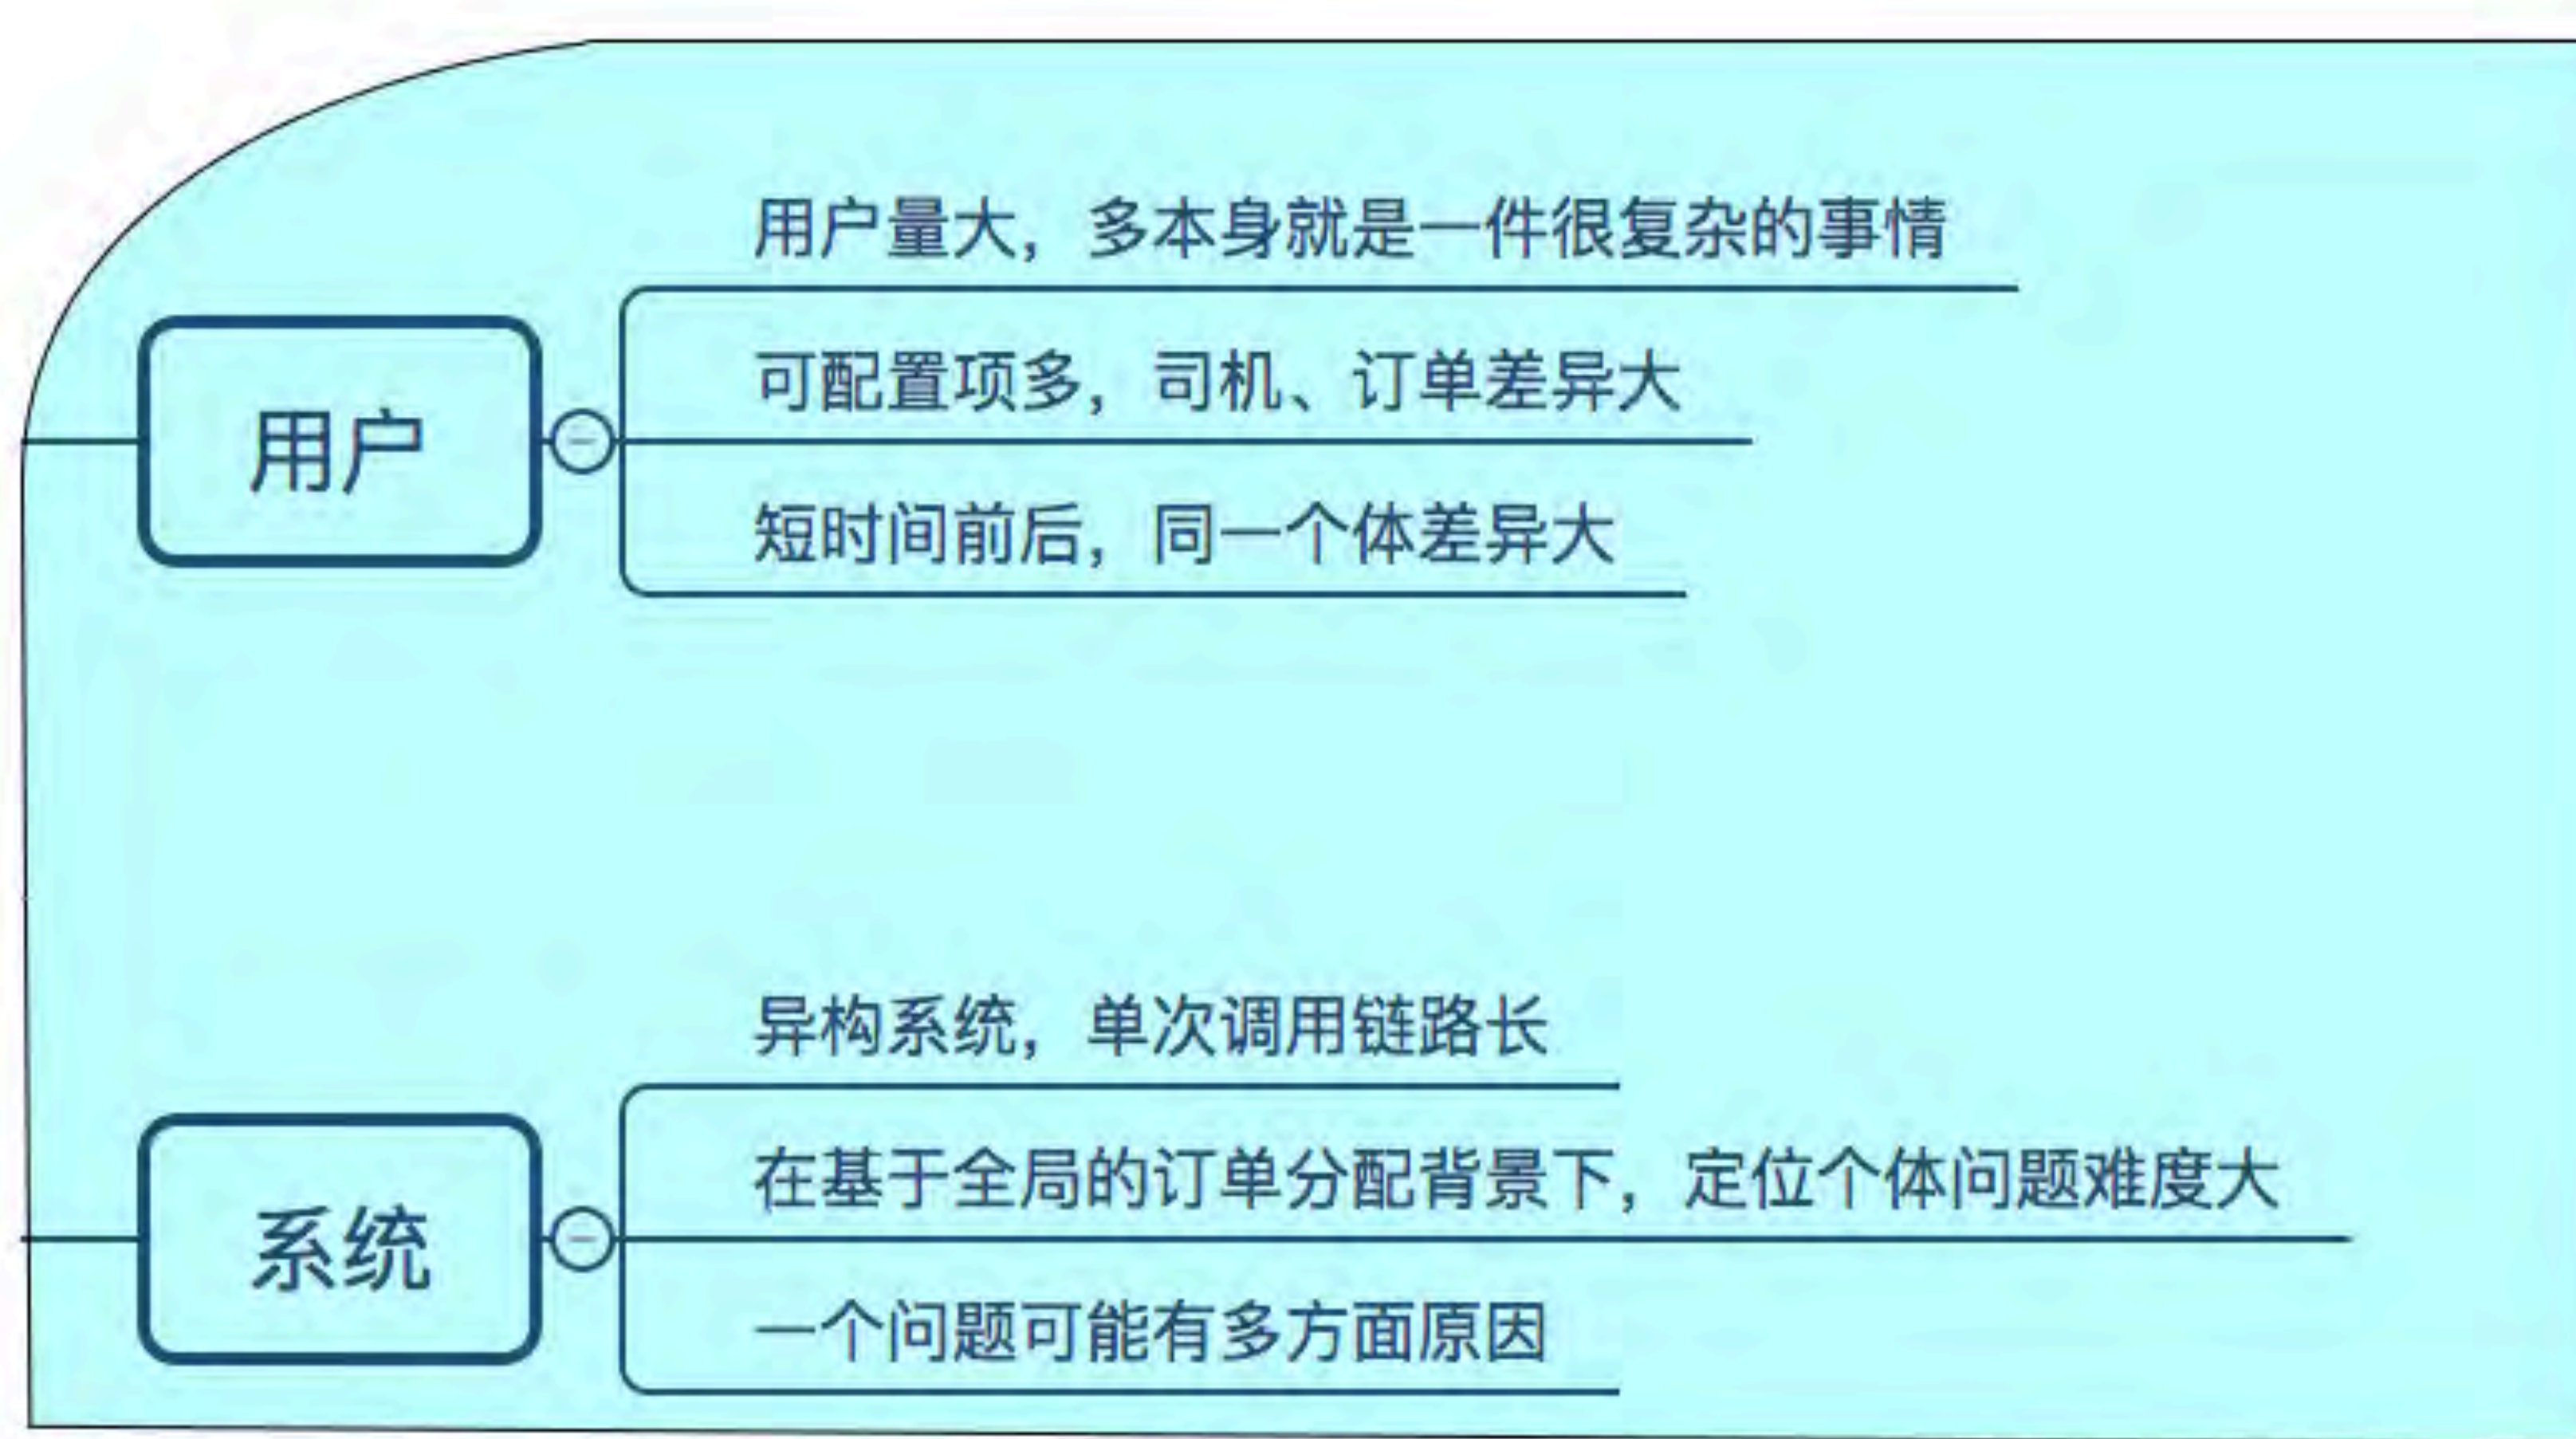 用户量大，多本身就是一件很复杂的事情
可配置项多，司机、订单差异大
用户
短时间前后，同一个体差异大
异构系统，单次调用链路长
在基于全局的订单分配背景下，定位个体问题难度大
系统
一个问题可能有多方面原因